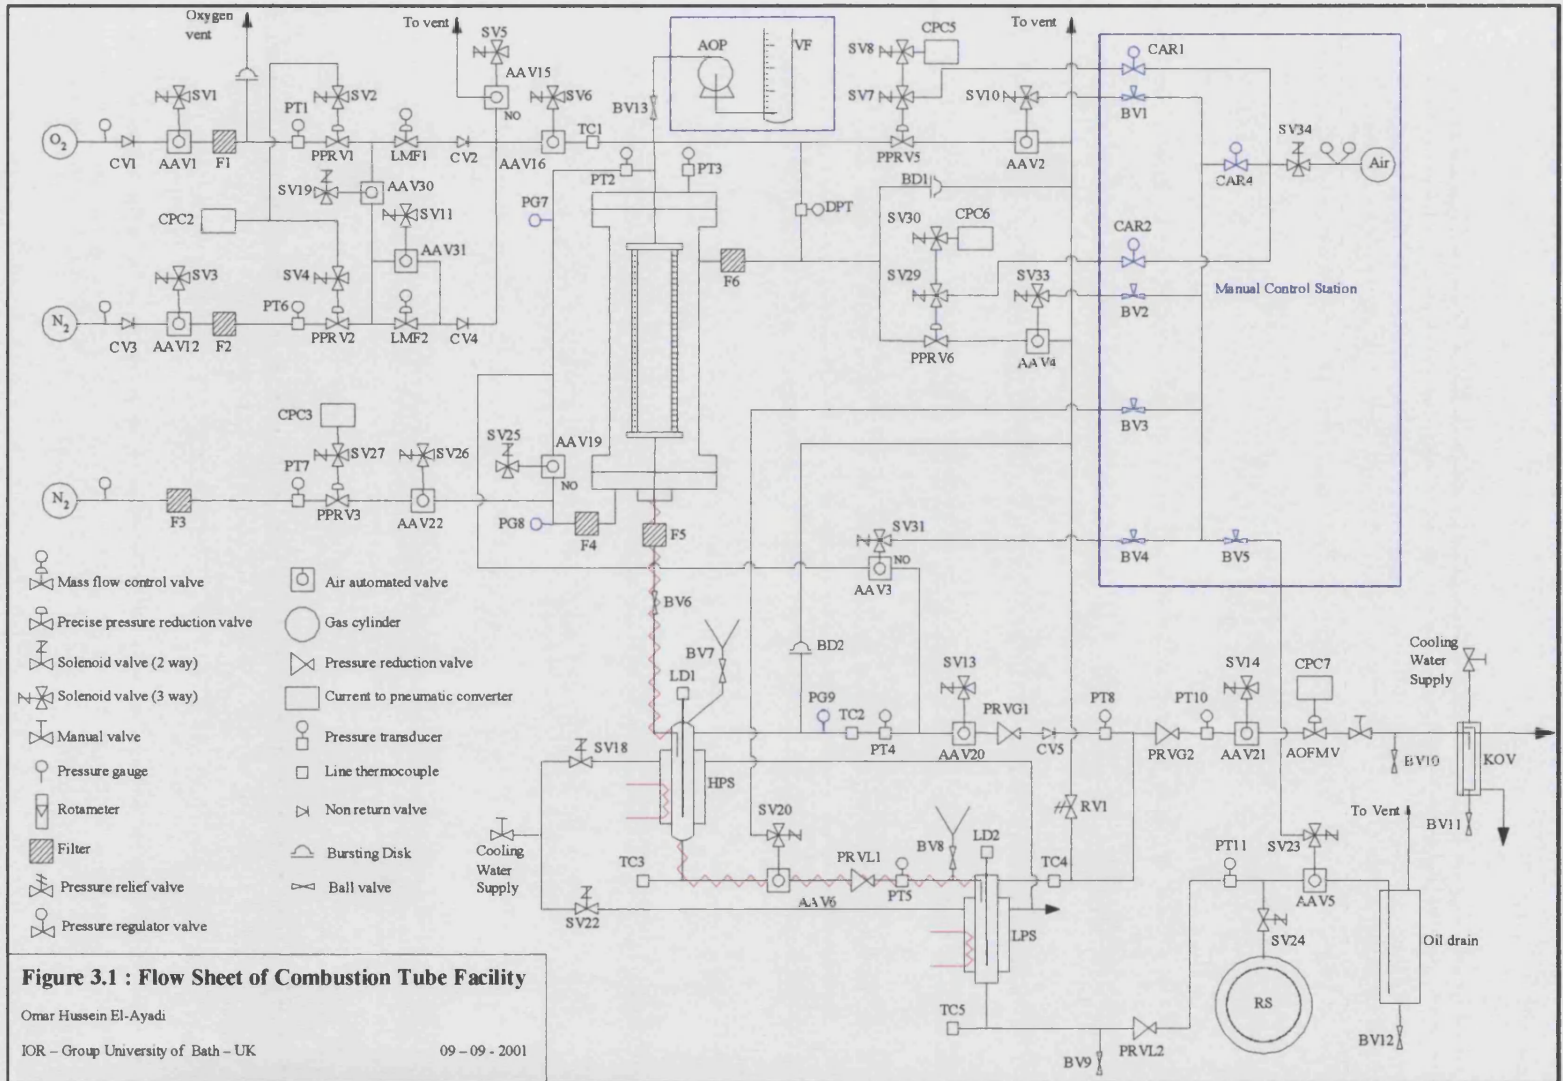 Oxygen
vent
To vent
SV5
AOP
VF
To vent
SV8
CPC5
CAR1
AAV15
SV1
SV2
SV6
SV7
SV10
PT1
NO
BV13
BV1
SV34
O2
TC1
CV1
AAV1
F1
PPRV1
LMF1
CV2
AAV16
PPRV5
AAV2
CAR4
Air
PT2
PT3
BD1
SV19
AAV30
SV11
PG7
DPT
CPC2
SV30
CPC6
CAR2
AAV31
SV3
SV4
F6
SV29
SV33
Manual Control Station
PT6
BV2
N2
CV3
AAV12
F2
PPRV2
LMF2
CV4
PPRV6
AAV4
CPC3
BV3
SV25
AAV19
PT7
SV27
SV26
NO
N2
F3
PPRV3
AAV22
PG8
F4
F5
SV31
BV4
BV5
NO
AAV3
Mass flow control valve
Air automated valve
BV6
Precise pressure reduction valve
Gas cylinder
Solenoid valve (2 way)
Pressure reduction valve
BV7
BD2
Cooling
Water
Supply
Solenoid valve (3 way)
Current to pneumatic converter
LD1
SV13
SV14
CPC7
PG9
TC2
PT4
PRVG1
PT8
PT10
Manual valve
Pressure transducer
SV18
AAV20
CV5
PRVG2
AAV21
AOFMV
BV10
KOV
Pressure gauge
Line thermocouple
HPS
Rotameter
Non return valve
SV20
RV1
To Vent
BV11
Filter
Bursting Disk
Cooling
Water
Supply
TC3
PRVL1
BV8
LD2
TC4
PT11
SV23
Pressure relief valve
Ball valve
SV22
AAV6
PT5
AAV5
Pressure regulator valve
LPS
SV24
Oil drain
Figure 3.1 : Flow Sheet of Combustion Tube Facility
Omar Hussein El-Ayadi
IOR – Group University of Bath – UK
09 – 09 - 2001
TC5
BV9
PRVL2
RS
BV12